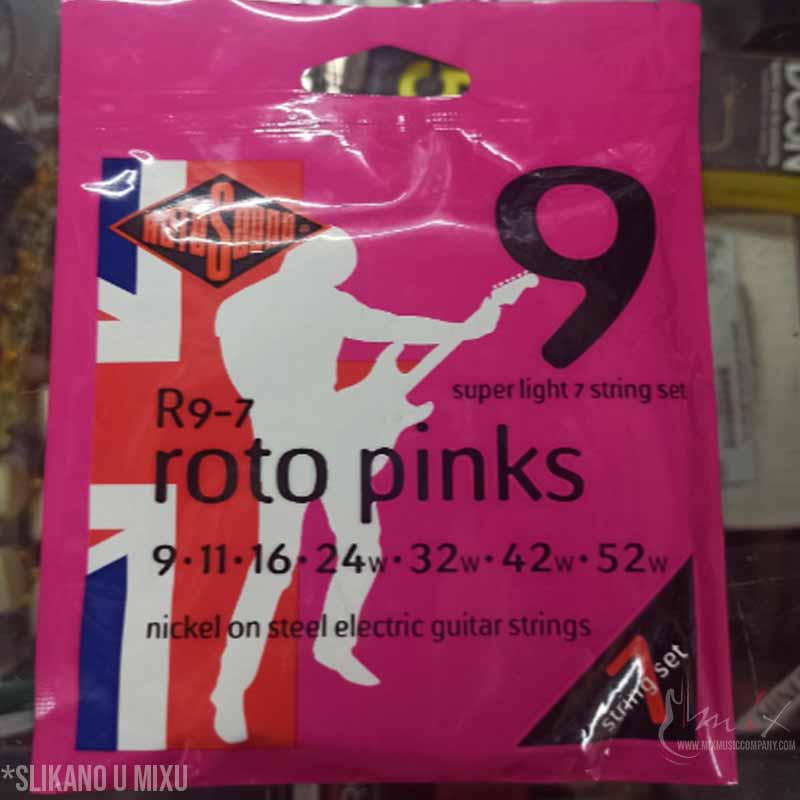 ROTOSOUND
9
super light 7 string set
R9-7
roto pinks
9·11·16·24w·32w·42w·52w
nickel on steel electric guitar strings
7
string set
mix
WWW.MIXMUSICCOMPANY.COM
*SLIKANO U MIXU